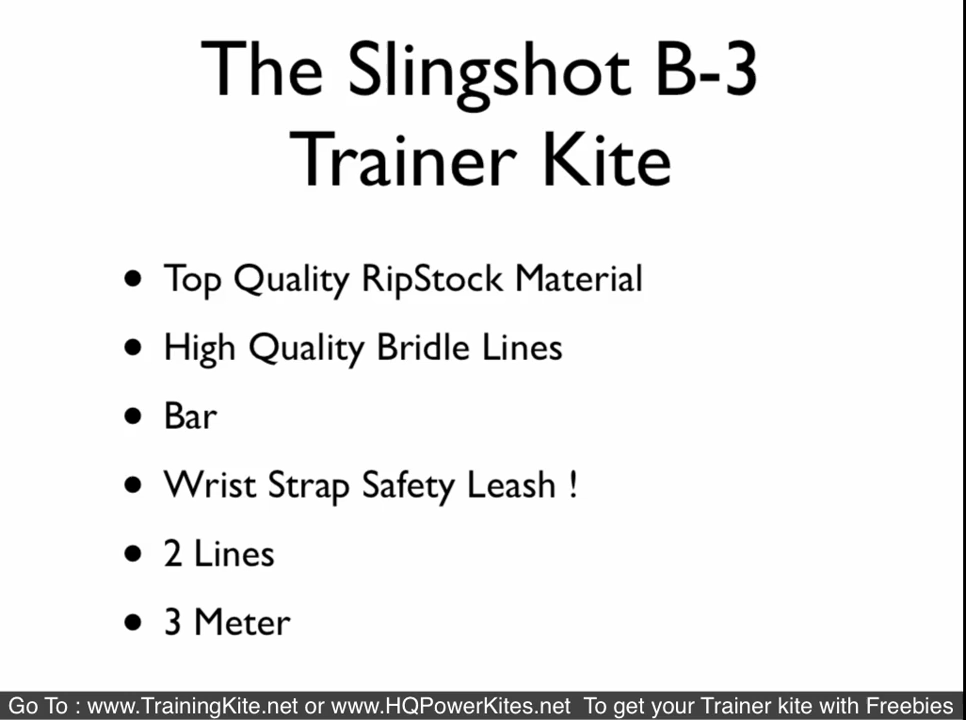 The Slingshot B-3
Trainer Kite
• Top Quality RipStock Material
• High Quality Bridle Lines
• Bar
• Wrist Strap Safety Leash !
• 2 Lines
• 3 Meter
Go To : www.TrainingKite.net or www.HQPowerKites.net To get your Trainer kite with Freebies